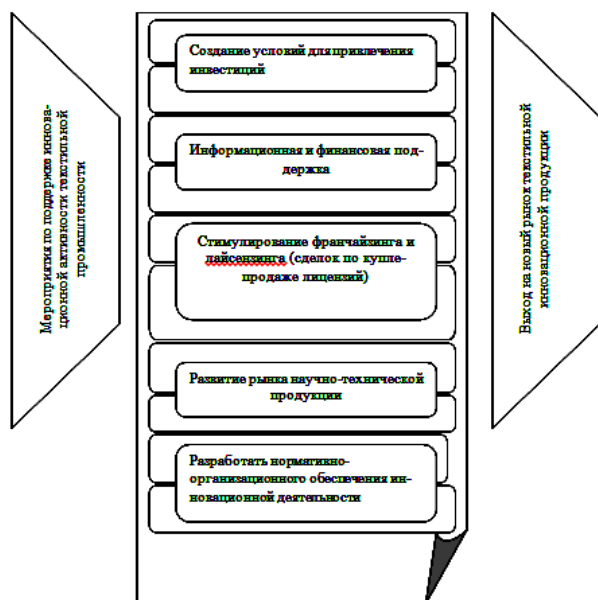 Мероприятия по поддержке иннова-
ционной активности текстильной
промышленности
Создание условий для привлечения
инвестиций
Информационная и финансовая под-
держка
Стимулирование франчайзинга и
лайсензинга (сделок по купле-
продаже лицензий)
Развитие рынка научно-технической
продукции
Разработать нормативно-
организационного обеспечения ин-
новационной деятельности
Выход на новый рынок текстильной
инновационной продукции